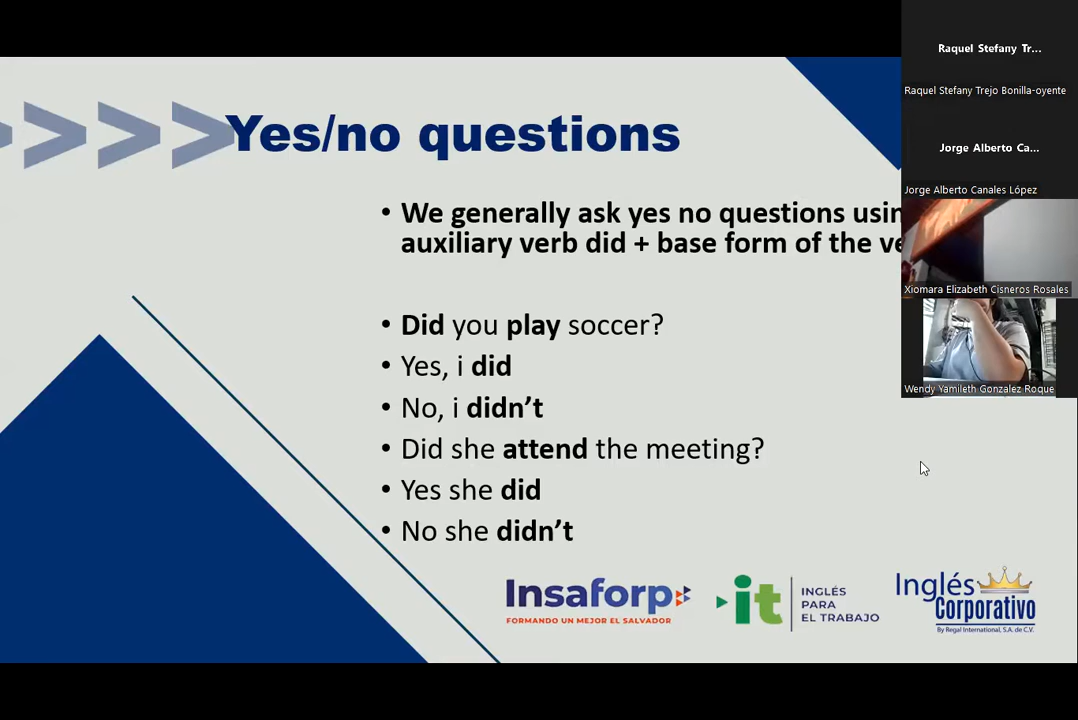 Yes/no questions
• We generally ask yes no questions usin
auxiliary verb did + base form of the ve
• Did you play soccer?
• Yes, i did
• No, i didn't
• Did she attend the meeting?
• Yes she did
• No she didn't
Insaforp
FORMANDO UN MEJOR EL SALVADOR
it
INGLÉS
PARA
EL TRABAJO
Inglés
Corporativo
By Regal International, S.A. de C.V.
Raquel Stefany Tr...
Raquel Stefany Trejo Bonilla-oyente
Jorge Alberto Ca...
Jorge Alberto Canales López
Xiomara Elizabeth Cisneros Rosales
Wendy Yamileth Gonzalez Roque